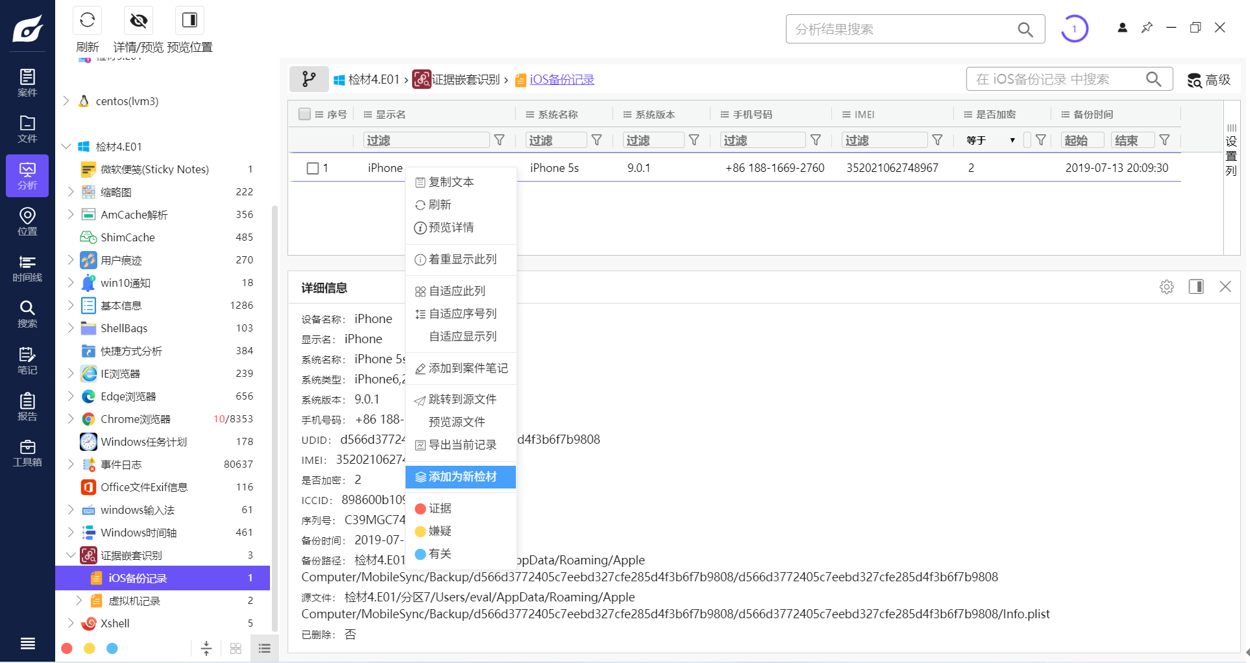 刷新
详情/预览
预览位置
分析结果搜索
1
案件
文件
分析
位置
时间线
搜索
笔记
报告
工具箱
centos(lvm3)
检材4.E01
微软便笺(Sticky Notes) 1
缩略图 222
AmCache解析 356
ShimCache 485
用户痕迹 270
win10通知 18
基本信息 1286
ShellBags 103
快捷方式分析 384
IE浏览器 239
Edge浏览器 656
Chrome浏览器 10/8353
Windows任务计划 178
事件日志 80637
Office文件Exif信息 116
windows输入法 61
Windows时间轴 461
证据嵌套识别 3
iOS备份记录 1
虚拟机记录 2
Xshell 5
检材4.E01 › 证据嵌套识别 › iOS备份记录
在 iOS备份记录 中搜索
高级
序号 显示名 系统名称 系统版本 手机号码 IMEI 是否加密 备份时间
过滤 过滤 过滤 过滤 过滤 等于 起始 结束
1 iPhone iPhone 5s 9.0.1 +86 188-1669-2760 352021062748967 2 2019-07-13 20:09:30
设置列
复制文本
刷新
预览详情
着重显示此列
自适应此列
自适应序号列
自适应显示列
添加到案件笔记
跳转到源文件
预览源文件
导出当前记录
添加为新检材
证据
嫌疑
有关
详细信息
设备名称: iPhone
显示名: iPhone
系统名称: iPhone 5s
系统类型: iPhone6,2
系统版本: 9.0.1
手机号码: +86 188-
UDID: d566d3772 d4f3b6f7b9808
IMEI: 35202106274
是否加密: 2
ICCID: 898600b109
序列号: C39MGC74
备份时间: 2019-07-
备份路径: 检材4.E01 ppData/Roaming/Apple
Computer/MobileSync/Backup/d566d3772405c7eebd327cfe285d4f3b6f7b9808/d566d3772405c7eebd327cfe285d4f3b6f7b9808
源文件: 检材4.E01/分区7/Users/eval/AppData/Roaming/Apple
Computer/MobileSync/Backup/d566d3772405c7eebd327cfe285d4f3b6f7b9808/d566d3772405c7eebd327cfe285d4f3b6f7b9808/Info.plist
已删除: 否